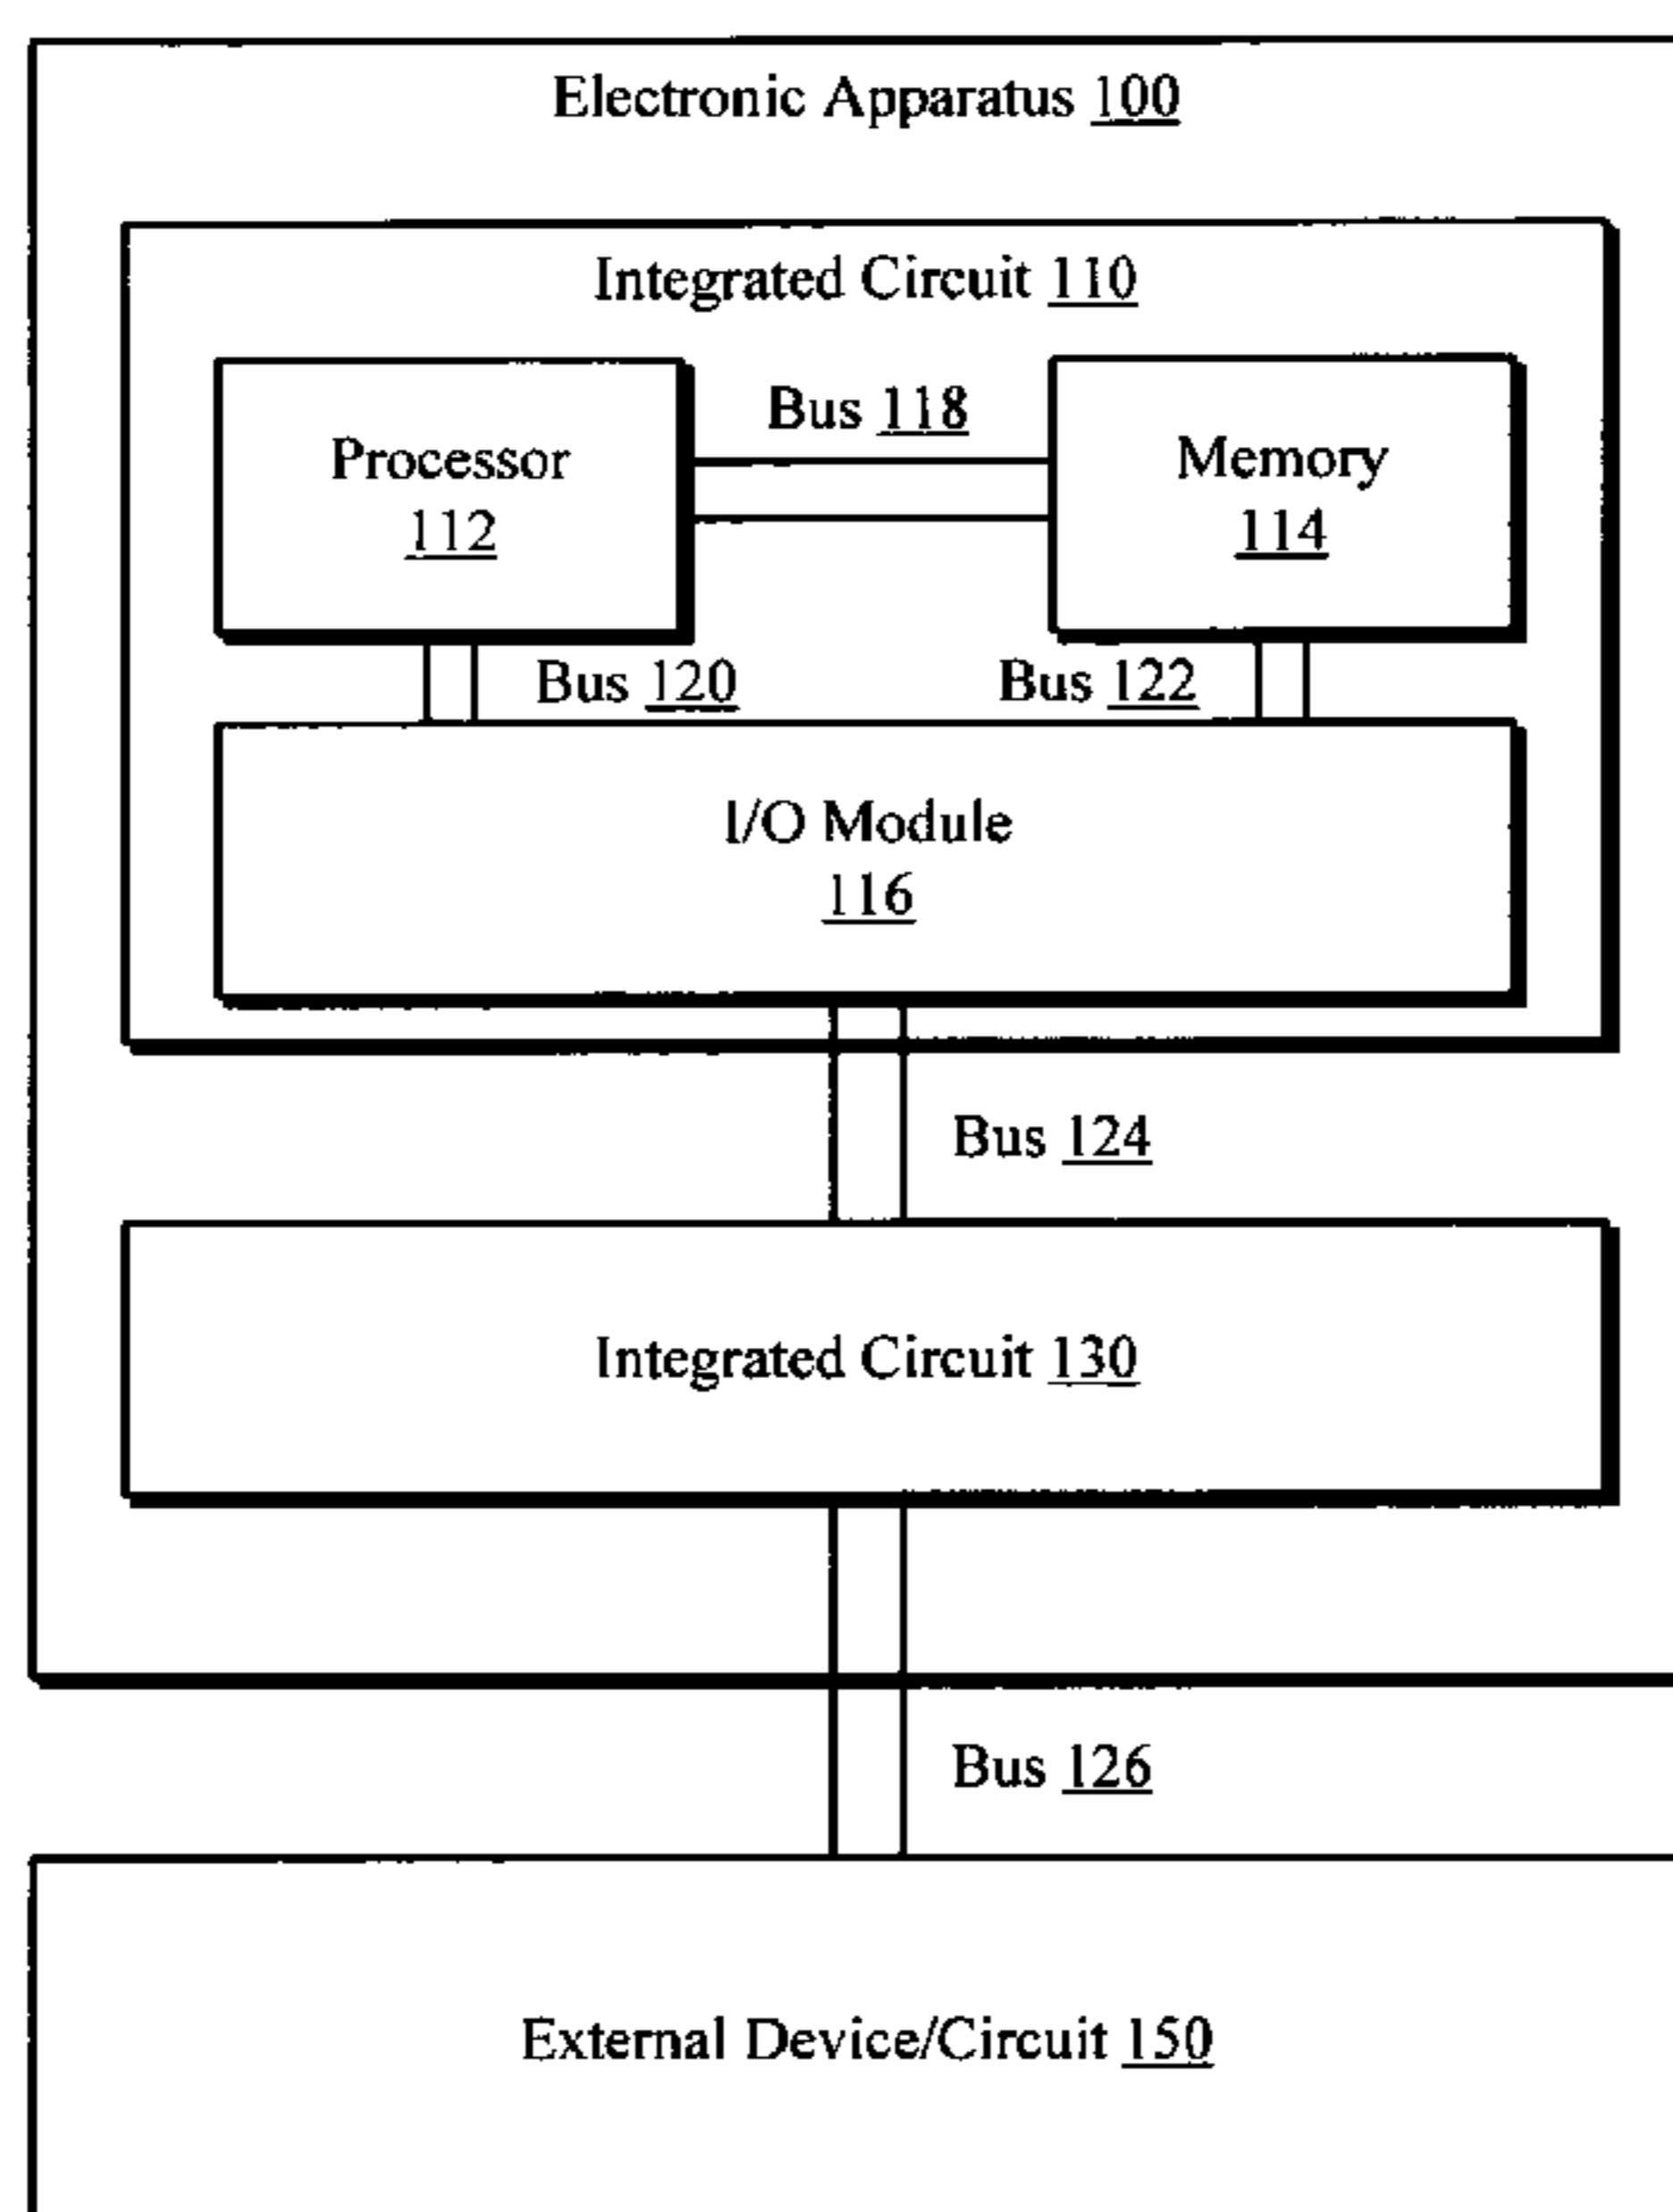 Electronic Apparatus 100
Integrated Circuit 110
Bus 118
Processor
112
Memory
114
Bus 120
Bus 122
I/O Module
116
Bus 124
Integrated Circuit 130
Bus 126
External Device/Circuit 150